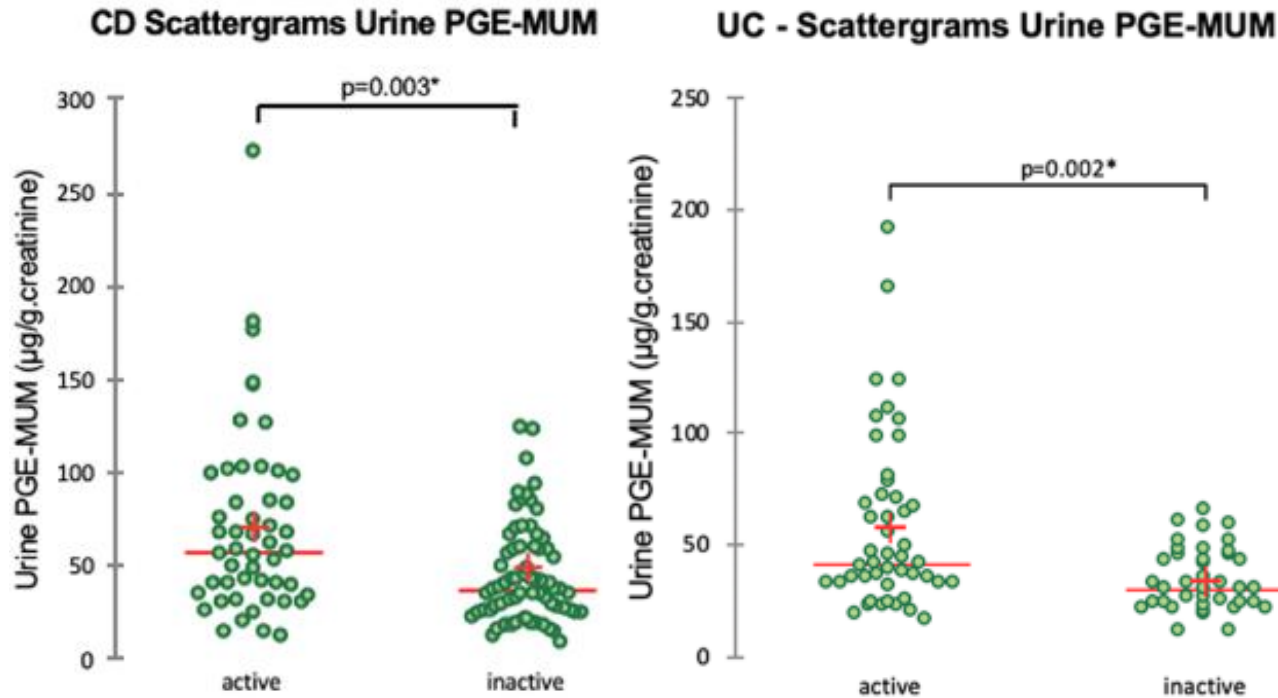 CD Scattergrams Urine PGE-MUM
UC - Scattergrams Urine PGE-MUM
Urine PGE-MUM (µg/g.creatinine)
300
250
200
150
100
50
0
p=0.003*
active
inactive
Urine PGE-MUM (µg/g.creatinine)
250
200
150
100
50
0
p=0.002*
active
inactive